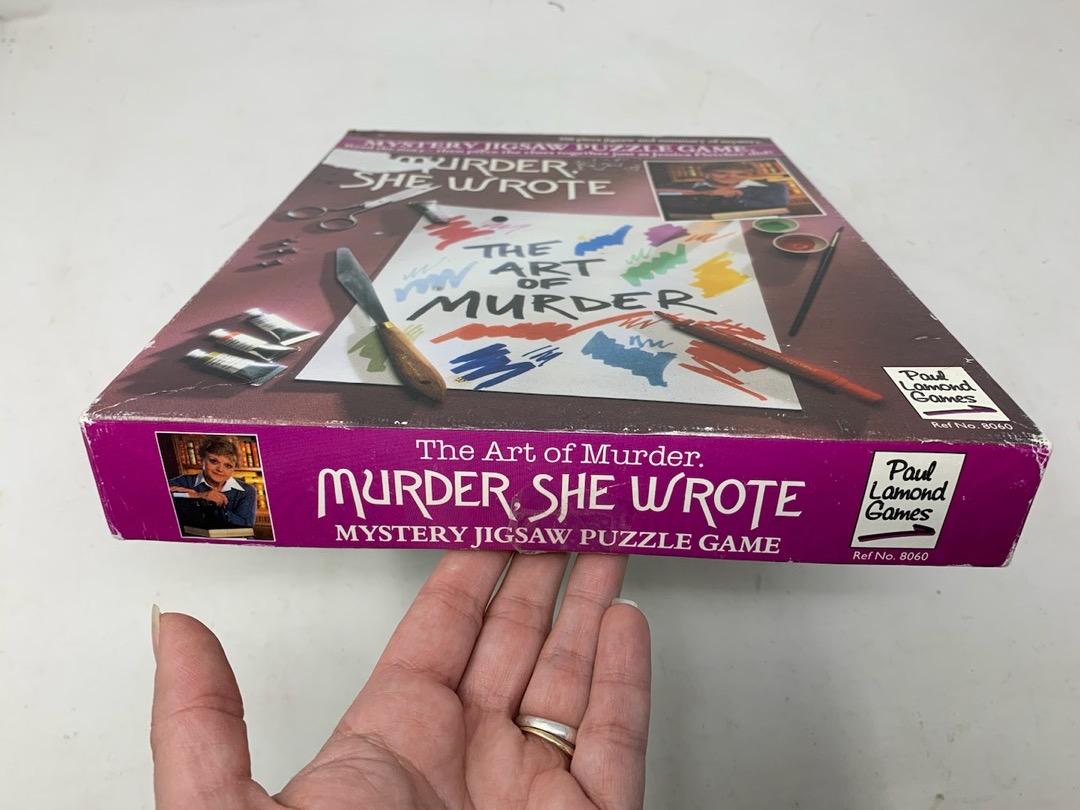 MYSTERY JIGSAW PUZZLE GAME.
MURDER,
SHE WROTE
THE
ART
OF
MURDER
Paul
Lamond
Games
Ref No. 8060
The Art of Murder.
MURDER, SHE WROTE
MYSTERY JIGSAW PUZZLE GAME
Paul
Lamond
Games
Ref No. 8060